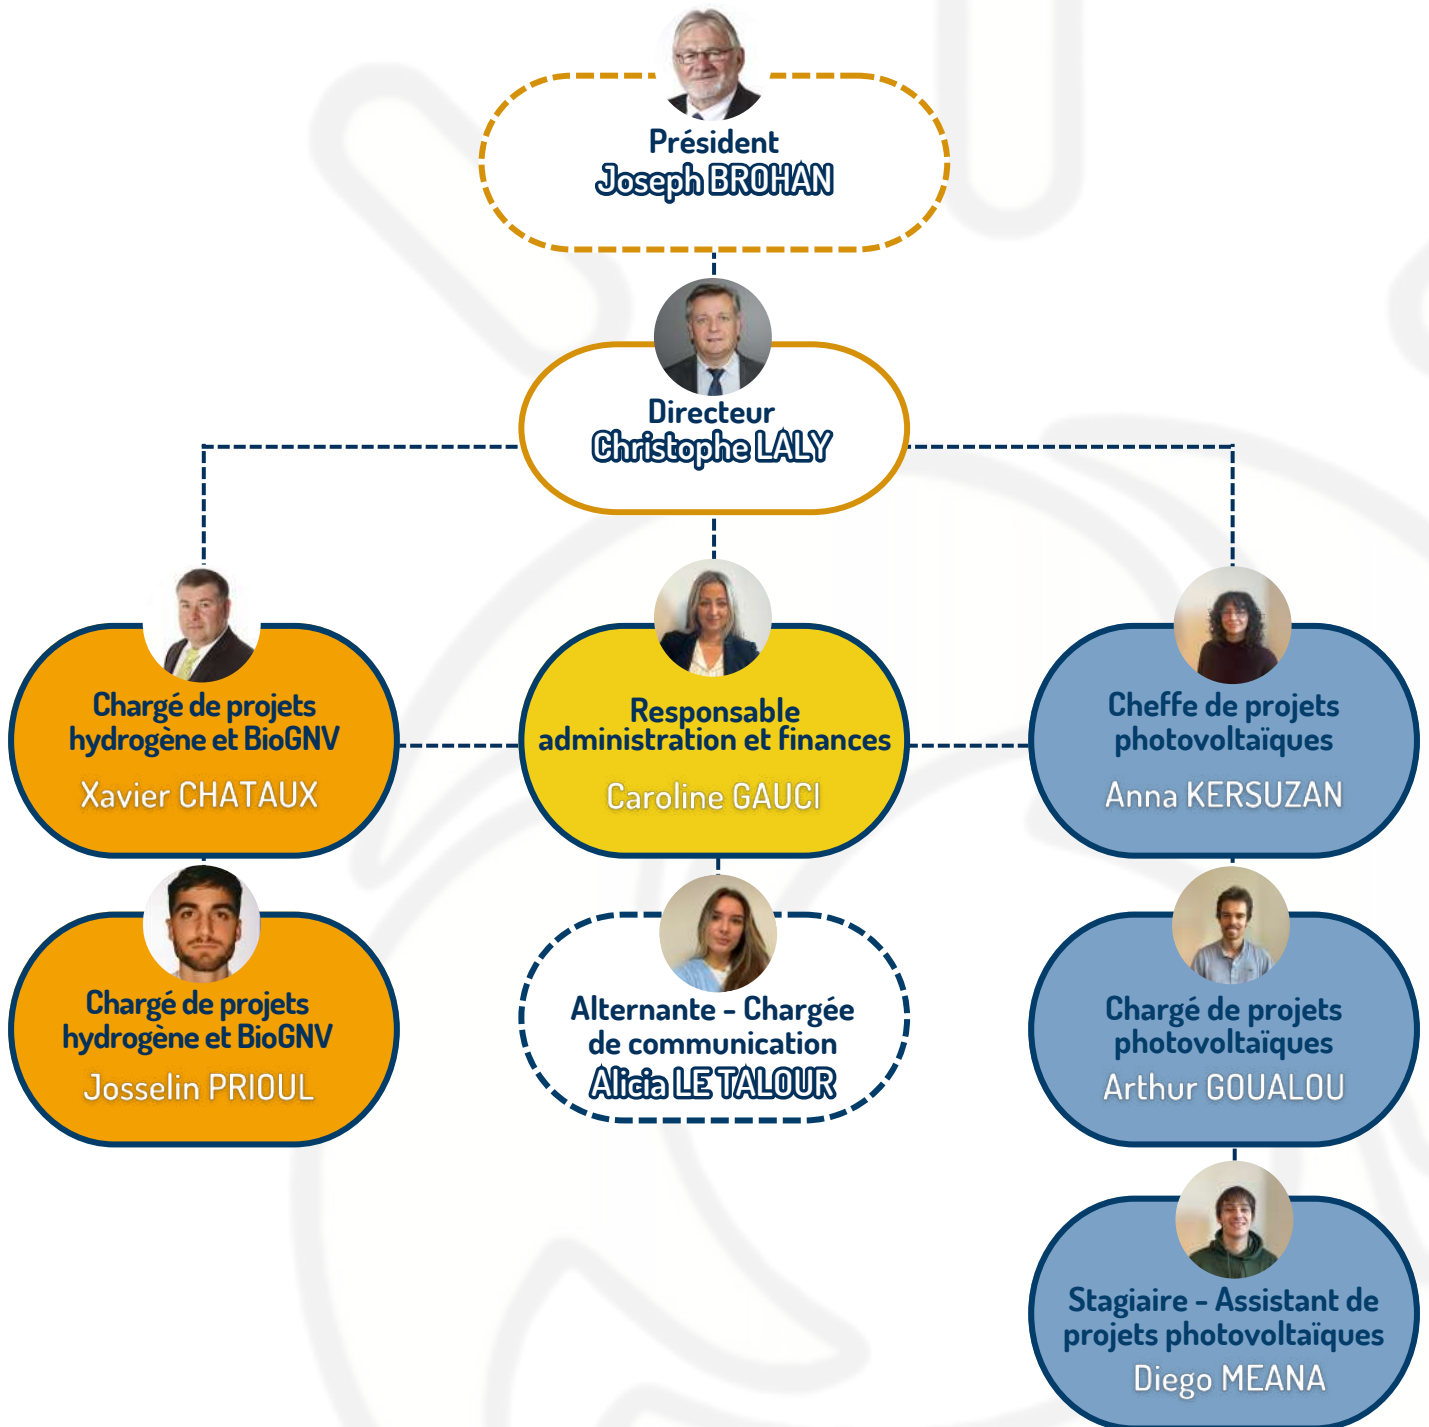 Président
Joseph BROHAN
Directeur
Christophe LALY
Chargé de projets
hydrogène et BioGNV
Xavier CHATAUX
Responsable
administration et finances
Caroline GAUCI
Cheffe de projets
photovoltaïques
Anna KERSUZAN
Chargé de projets
hydrogène et BioGNV
Josselin PRIOUL
Alternante - Chargée
de communication
Alicia LE TALOUR
Chargé de projets
photovoltaïques
Arthur GOUALOU
Stagiaire - Assistant de
projets photovoltaïques
Diego MEANA